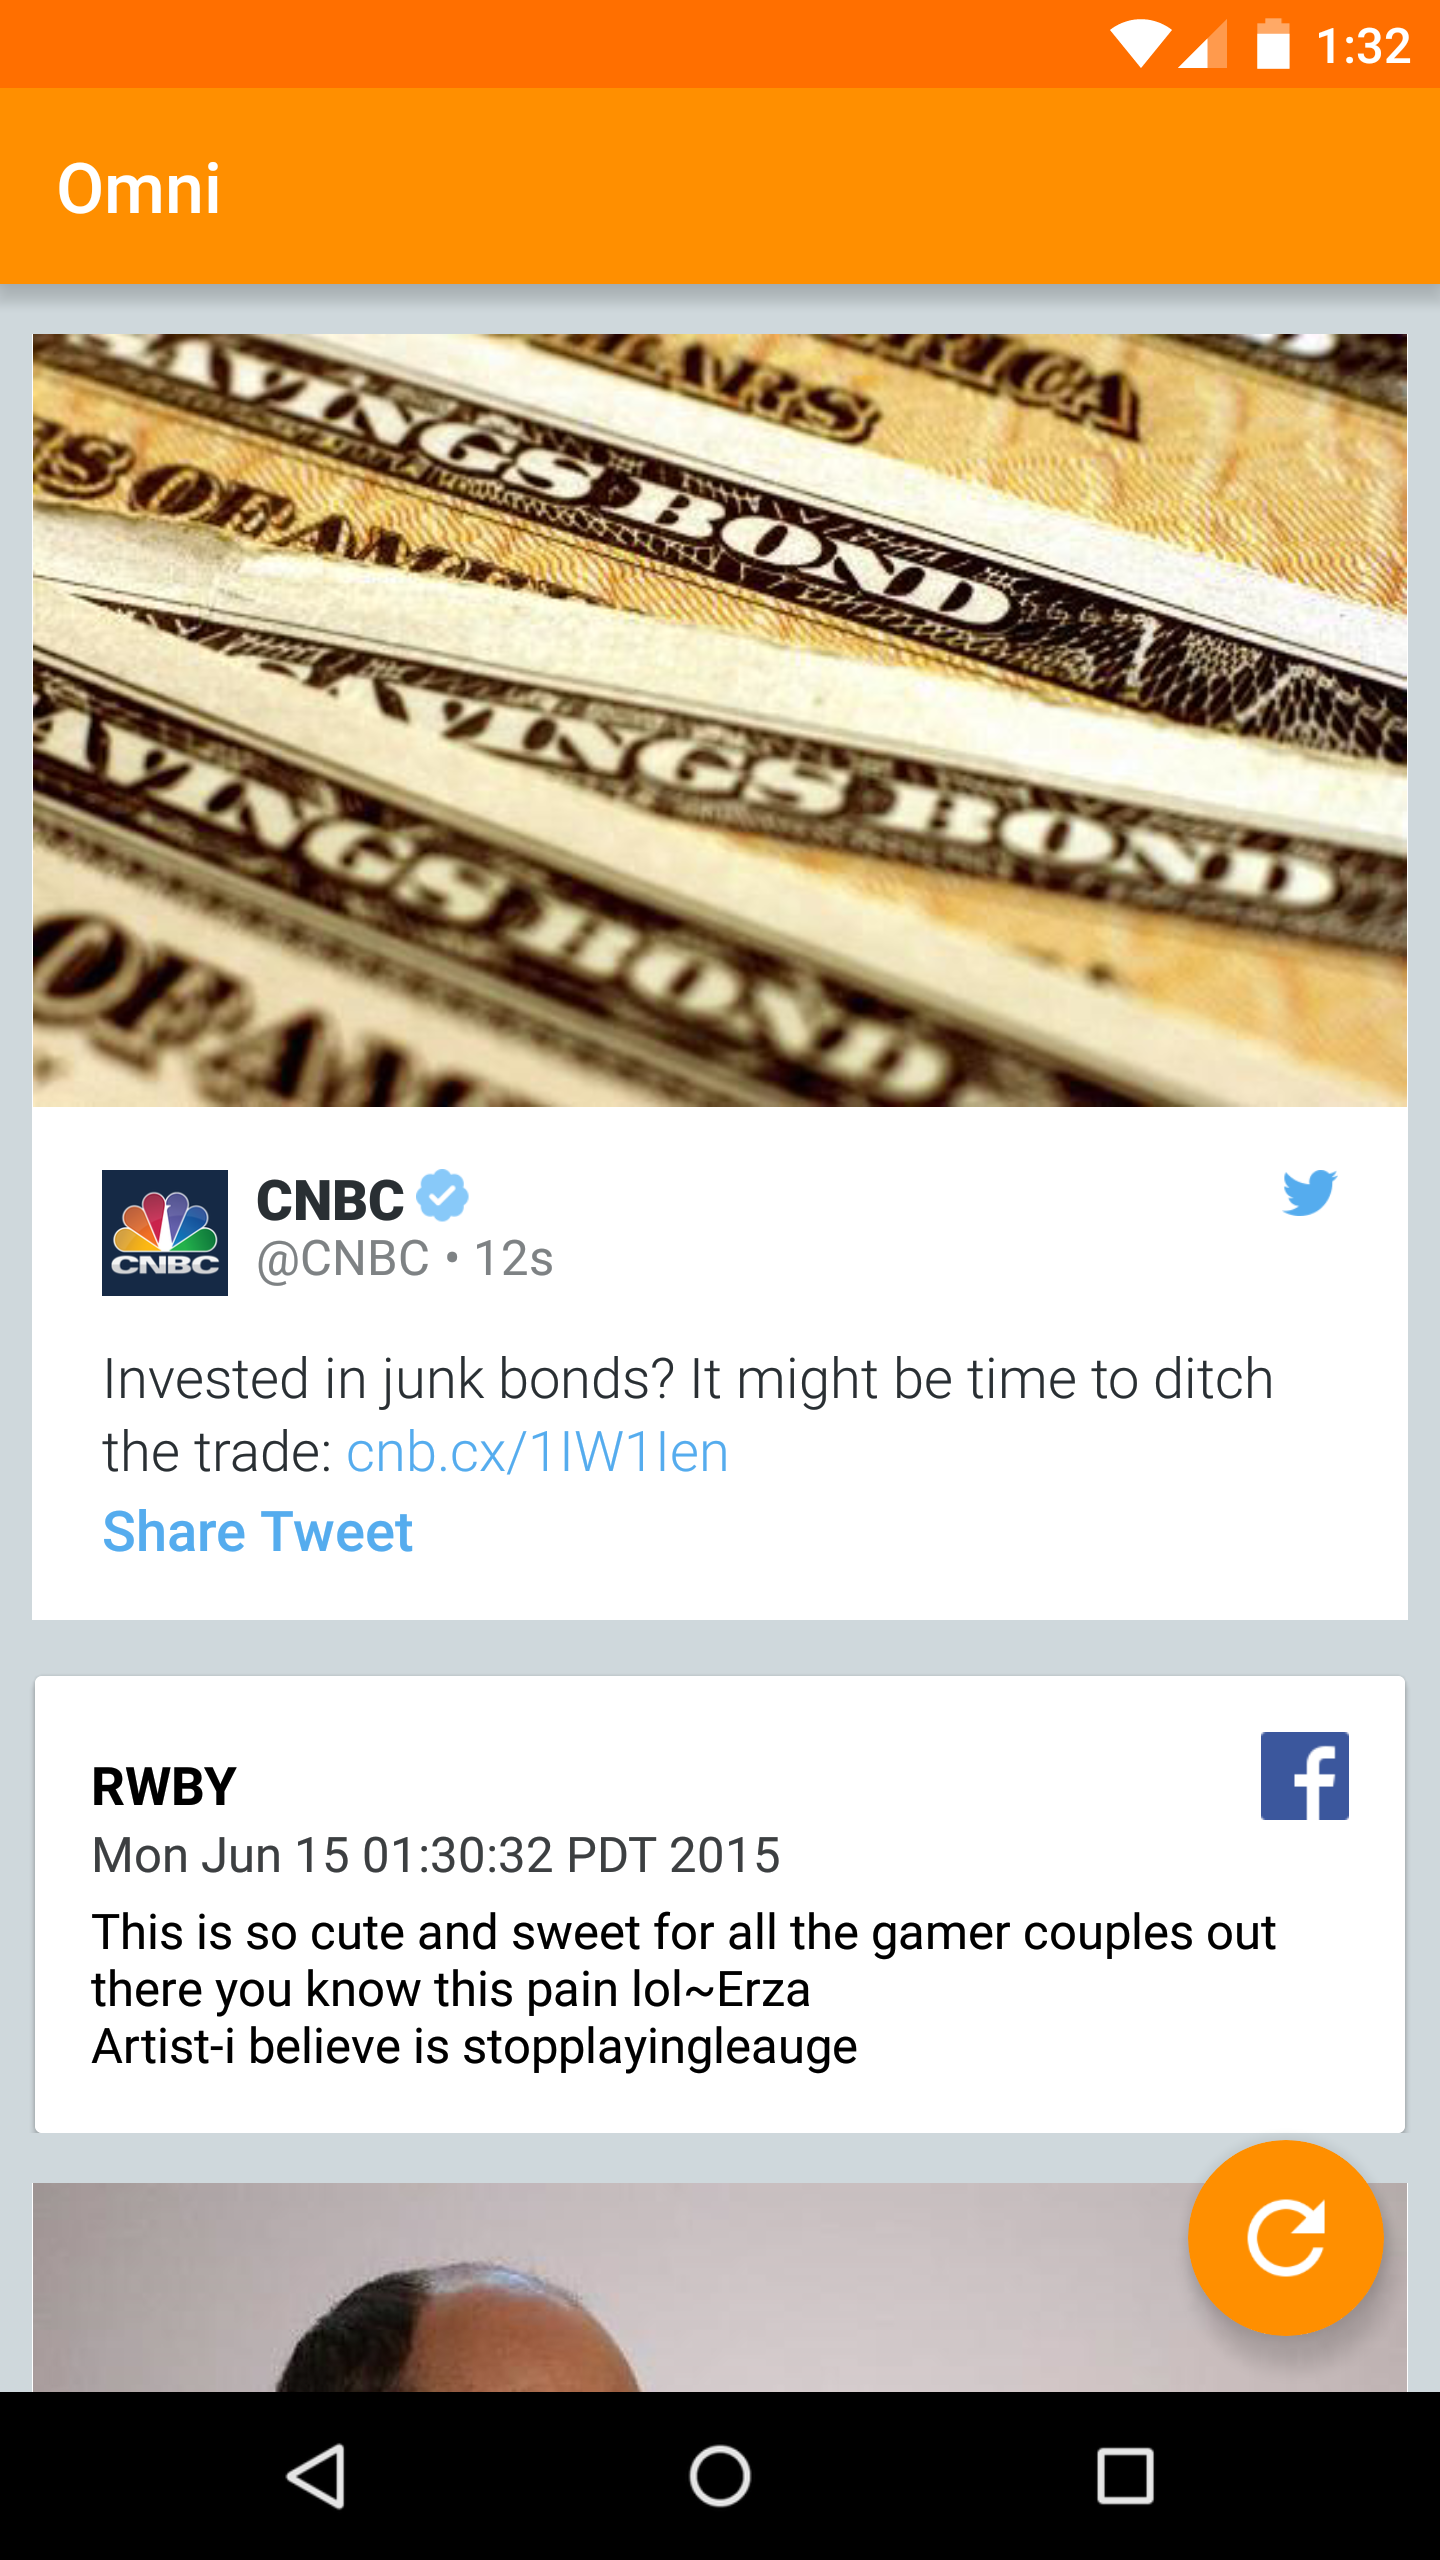 1:32
Omni
RICA
SAVINGS BOND
S OF AM
SAVINGS BOND
SAVINGS BOND
OF AM
CNBC
CNBC
@CNBC • 12s
Invested in junk bonds? It might be time to ditch
the trade: cnb.cx/1IW1Ien
Share Tweet
RWBY
Mon Jun 15 01:30:32 PDT 2015
This is so cute and sweet for all the gamer couples out
there you know this pain lol~Erza
Artist-i believe is stopplayingleauge